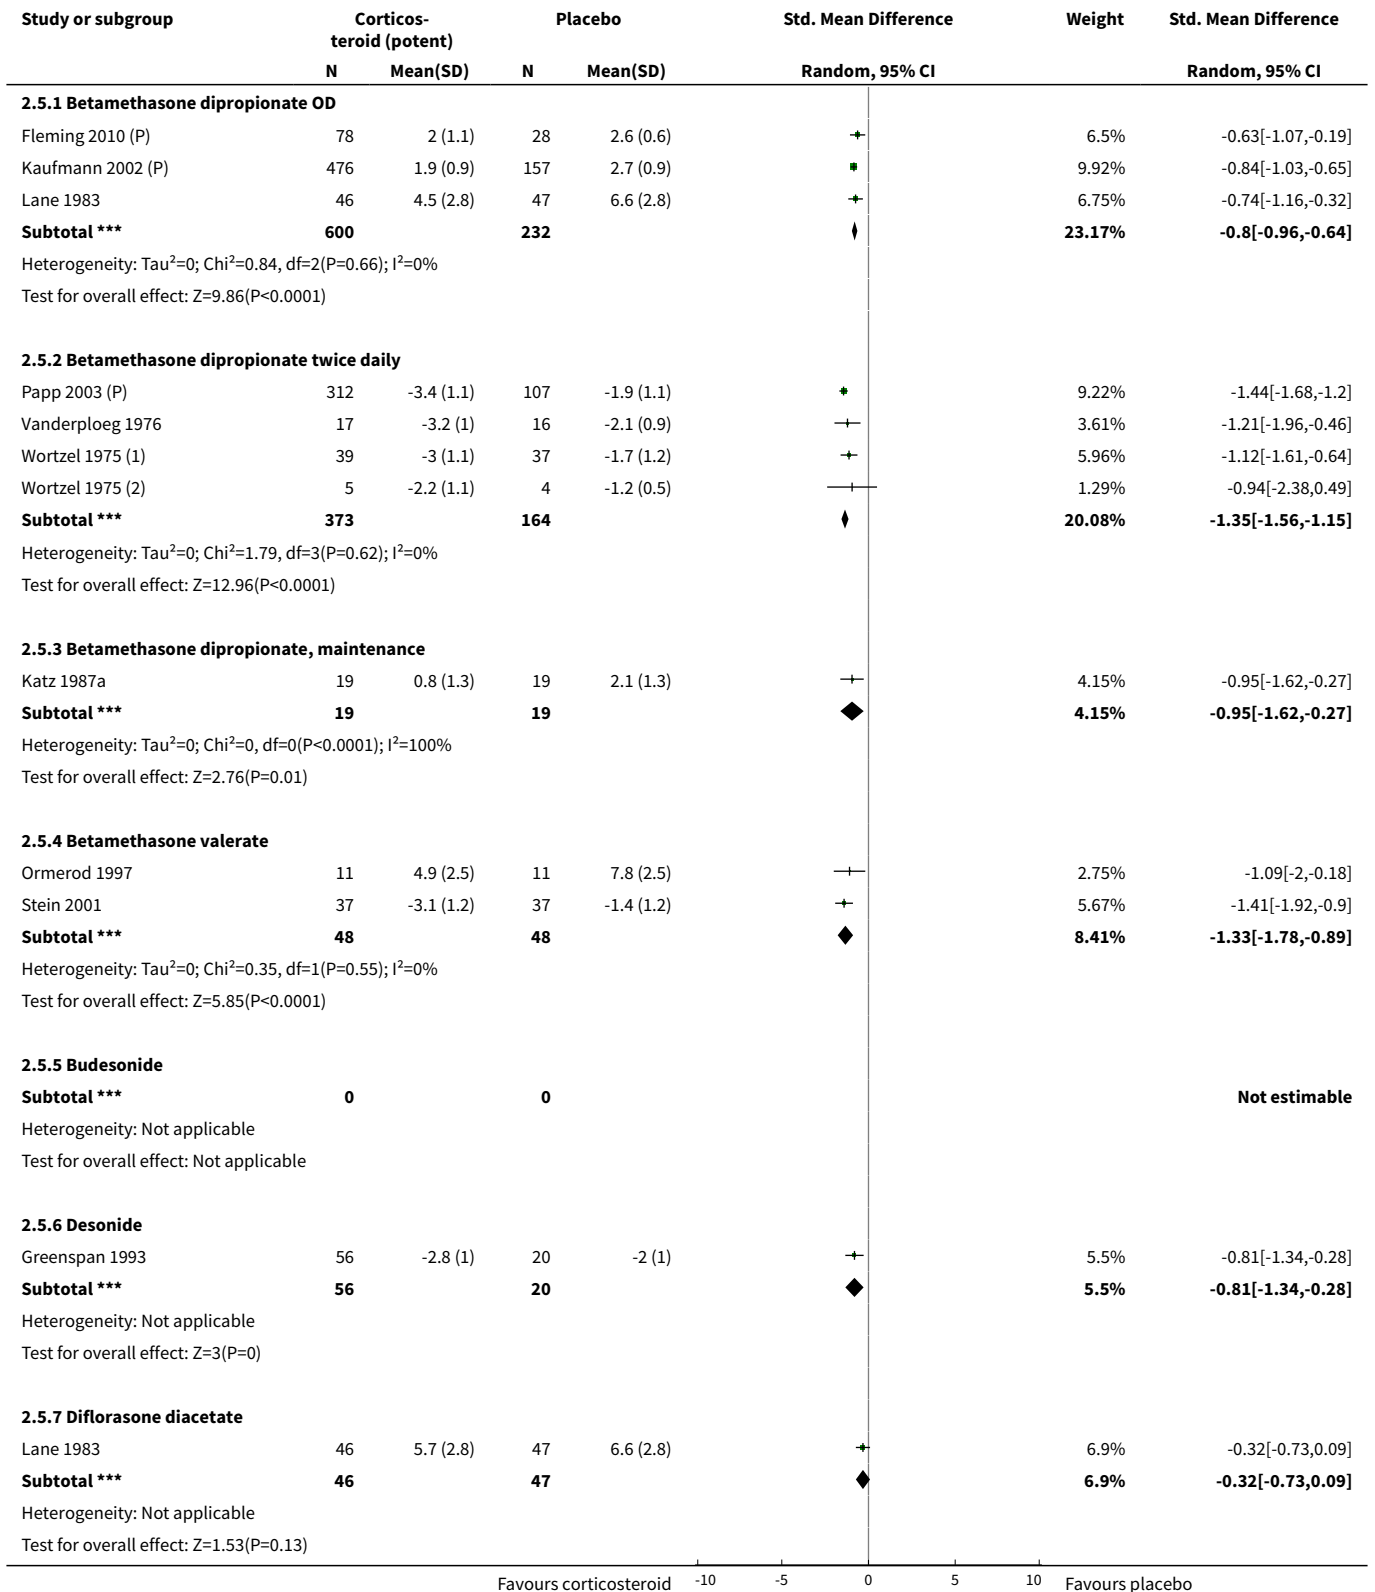 Study or subgroup Corticos- Placebo Std. Mean Difference Weight Std. Mean Difference
teroid (potent)
N Mean(SD) N Mean(SD) Random, 95% CI Random, 95% CI
2.5.1 Betamethasone dipropionate OD
Fleming 2010 (P) 78 2 (1.1) 28 2.6 (0.6) 6.5% -0.63[-1.07,-0.19]
Kaufmann 2002 (P) 476 1.9 (0.9) 157 2.7 (0.9) 9.92% -0.84[-1.03,-0.65]
Lane 1983 46 4.5 (2.8) 47 6.6 (2.8) 6.75% -0.74[-1.16,-0.32]
Subtotal *** 600 232 23.17% -0.8[-0.96,-0.64]
Heterogeneity: Tau²=0; Chi²=0.84, df=2(P=0.66); I²=0%
Test for overall effect: Z=9.86(P<0.0001)
2.5.2 Betamethasone dipropionate twice daily
Papp 2003 (P) 312 -3.4 (1.1) 107 -1.9 (1.1) 9.22% -1.44[-1.68,-1.2]
Vanderploeg 1976 17 -3.2 (1) 16 -2.1 (0.9) 3.61% -1.21[-1.96,-0.46]
Wortzel 1975 (1) 39 -3 (1.1) 37 -1.7 (1.2) 5.96% -1.12[-1.61,-0.64]
Wortzel 1975 (2) 5 -2.2 (1.1) 4 -1.2 (0.5) 1.29% -0.94[-2.38,0.49]
Subtotal *** 373 164 20.08% -1.35[-1.56,-1.15]
Heterogeneity: Tau²=0; Chi²=1.79, df=3(P=0.62); I²=0%
Test for overall effect: Z=12.96(P<0.0001)
2.5.3 Betamethasone dipropionate, maintenance
Katz 1987a 19 0.8 (1.3) 19 2.1 (1.3) 4.15% -0.95[-1.62,-0.27]
Subtotal *** 19 19 4.15% -0.95[-1.62,-0.27]
Heterogeneity: Tau²=0; Chi²=0, df=0(P<0.0001); I²=100%
Test for overall effect: Z=2.76(P=0.01)
2.5.4 Betamethasone valerate
Ormerod 1997 11 4.9 (2.5) 11 7.8 (2.5) 2.75% -1.09[-2,-0.18]
Stein 2001 37 -3.1 (1.2) 37 -1.4 (1.2) 5.67% -1.41[-1.92,-0.9]
Subtotal *** 48 48 8.41% -1.33[-1.78,-0.89]
Heterogeneity: Tau²=0; Chi²=0.35, df=1(P=0.55); I²=0%
Test for overall effect: Z=5.85(P<0.0001)
2.5.5 Budesonide
Subtotal *** 0 0 Not estimable
Heterogeneity: Not applicable
Test for overall effect: Not applicable
2.5.6 Desonide
Greenspan 1993 56 -2.8 (1) 20 -2 (1) 5.5% -0.81[-1.34,-0.28]
Subtotal *** 56 20 5.5% -0.81[-1.34,-0.28]
Heterogeneity: Not applicable
Test for overall effect: Z=3(P=0)
2.5.7 Diflorasone diacetate
Lane 1983 46 5.7 (2.8) 47 6.6 (2.8) 6.9% -0.32[-0.73,0.09]
Subtotal *** 46 47 6.9% -0.32[-0.73,0.09]
Heterogeneity: Not applicable
Test for overall effect: Z=1.53(P=0.13)
Favours corticosteroid -10 -5 0 5 10 Favours placebo